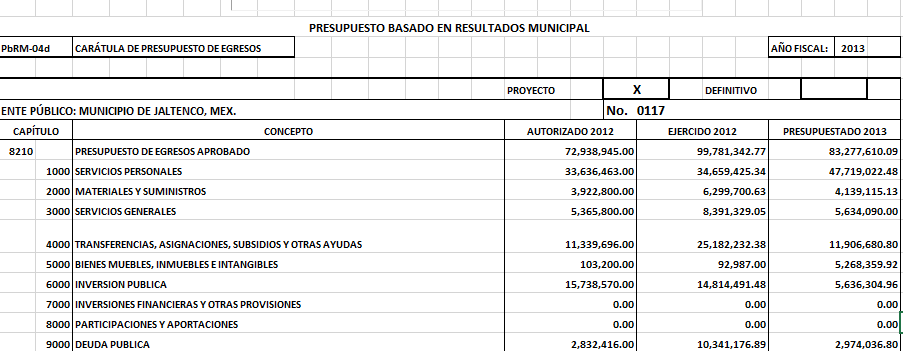 PRESUPUESTO BASADO EN RESULTADOS MUNICIPAL
PbRM-04d CARÁTULA DE PRESUPUESTO DE EGRESOS AÑO FISCAL: 2013
PROYECTO X DEFINITIVO
ENTE PÚBLICO: MUNICIPIO DE JALTENCO, MEX. No. 0117
CAPÍTULO CONCEPTO AUTORIZADO 2012 EJERCIDO 2012 PRESUPUESTADO 2013
8210 PRESUPUESTO DE EGRESOS APROBADO 72,938,945.00 99,781,342.77 83,277,610.09
1000 SERVICIOS PERSONALES 33,636,463.00 34,659,425.34 47,719,022.48
2000 MATERIALES Y SUMINISTROS 3,922,800.00 6,299,700.63 4,139,115.13
3000 SERVICIOS GENERALES 5,365,800.00 8,391,329.05 5,634,090.00
4000 TRANSFERENCIAS, ASIGNACIONES, SUBSIDIOS Y OTRAS AYUDAS 11,339,696.00 25,182,232.38 11,906,680.80
5000 BIENES MUEBLES, INMUEBLES E INTANGIBLES 103,200.00 92,987.00 5,268,359.92
6000 INVERSION PUBLICA 15,738,570.00 14,814,491.48 5,636,304.96
7000 INVERSIONES FINANCIERAS Y OTRAS PROVISIONES 0.00 0.00 0.00
8000 PARTICIPACIONES Y APORTACIONES 0.00 0.00 0.00
9000 DEUDA PUBLICA 2,832,416.00 10,341,176.89 2,974,036.80